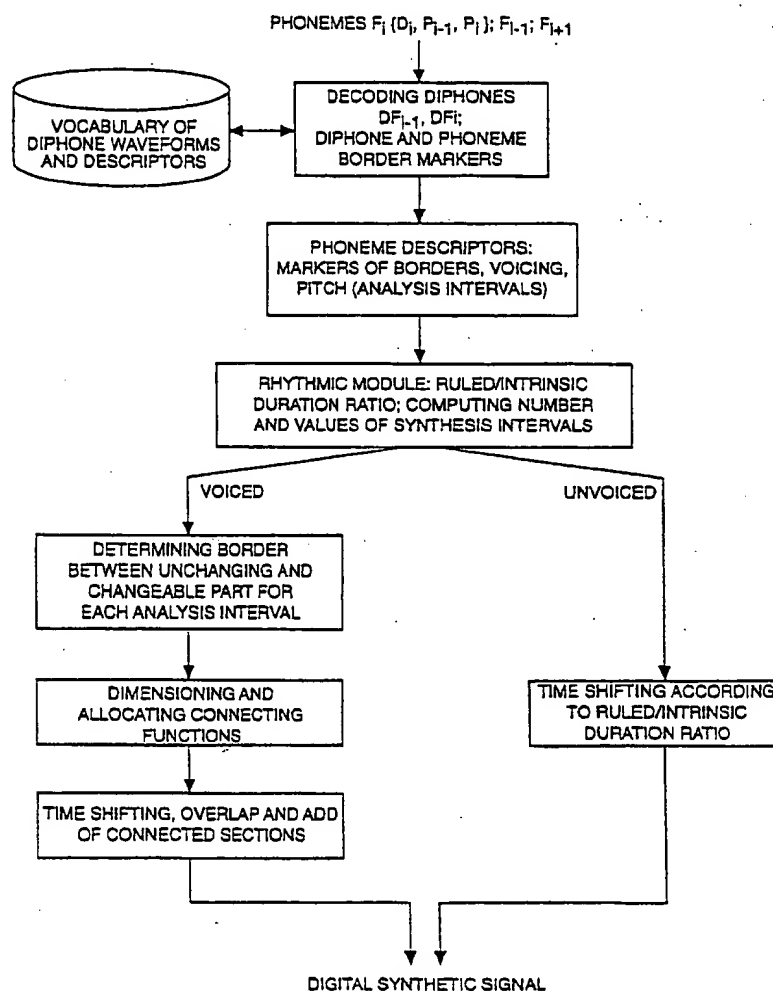 PHONEMES Fi {Di, Pi-1, Pi}; Fi-1; Fi+1
VOCABULARY OF
DIPHONE WAVEFORMS
AND DESCRIPTORS
DECODING DIPHONES
DFi-1, DFi;
DIPHONE AND PHONEME
BORDER MARKERS
PHONEME DESCRIPTORS:
MARKERS OF BORDERS, VOICING,
PITCH (ANALYSIS INTERVALS)
RHYTHMIC MODULE: RULED/INTRINSIC
DURATION RATIO; COMPUTING NUMBER
AND VALUES OF SYNTHESIS INTERVALS
VOICED
UNVOICED
DETERMINING BORDER
BETWEEN UNCHANGING AND
CHANGEABLE PART FOR
EACH ANALYSIS INTERVAL
DIMENSIONING AND
ALLOCATING CONNECTING
FUNCTIONS
TIME SHIFTING ACCORDING
TO RULED/INTRINSIC
DURATION RATIO
TIME SHIFTING, OVERLAP AND ADD
OF CONNECTED SECTIONS
DIGITAL SYNTHETIC SIGNAL